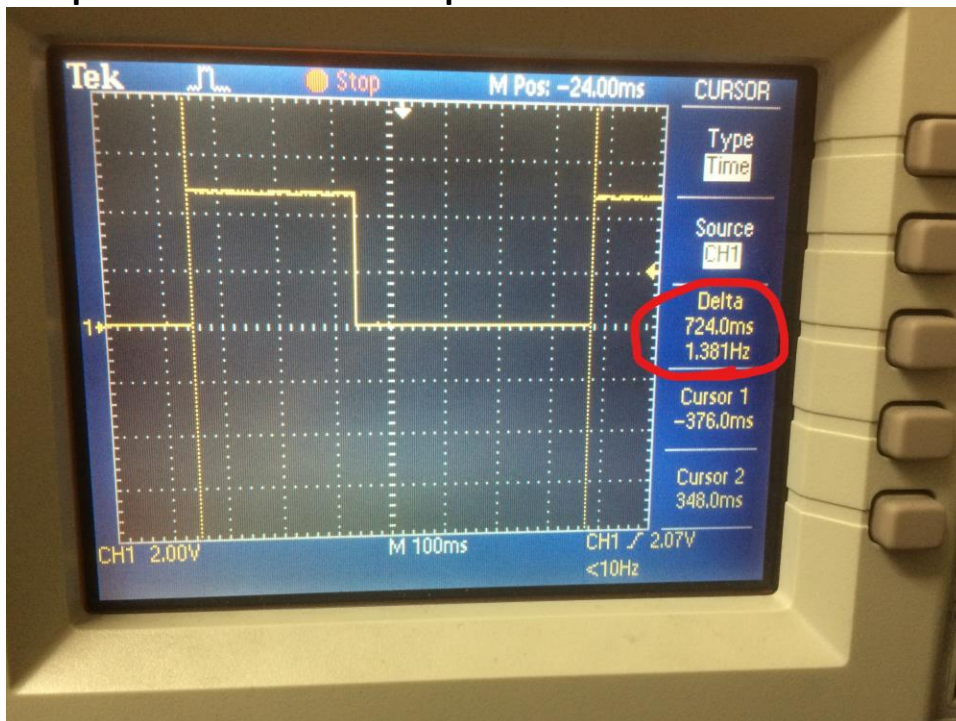 Tek
Stop
M Pos: -24.00ms
CURSOR
Type
Time
Source
CH1
Delta
724.0ms
1.381Hz
Cursor 1
-376.0ms
Cursor 2
348.0ms
1
CH1 2.00V
M 100ms
CH1 2.07V
<10Hz